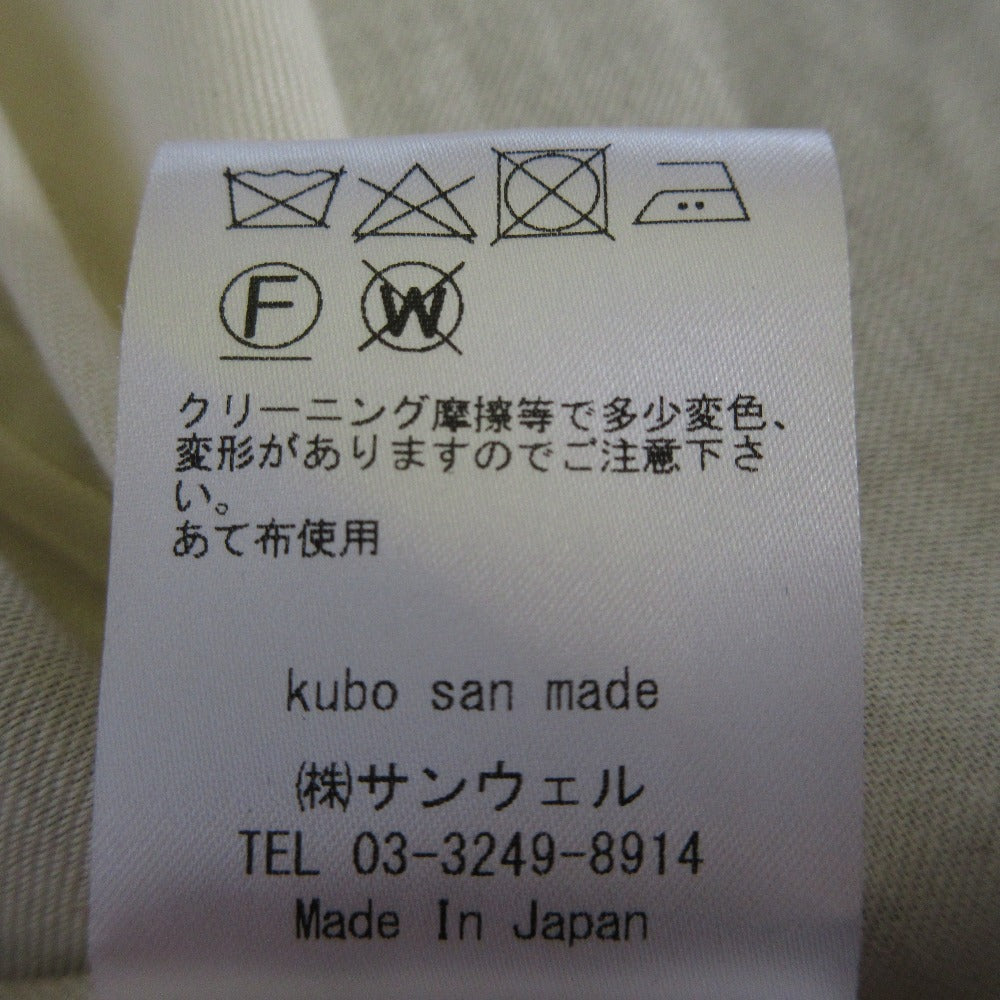 F W
クリーニング摩擦等で多少変色、
変形がありますのでご注意下さ
い。
あて布使用
kubo san made
㈱サンウェル
TEL 03-3249-8914
Made In Japan